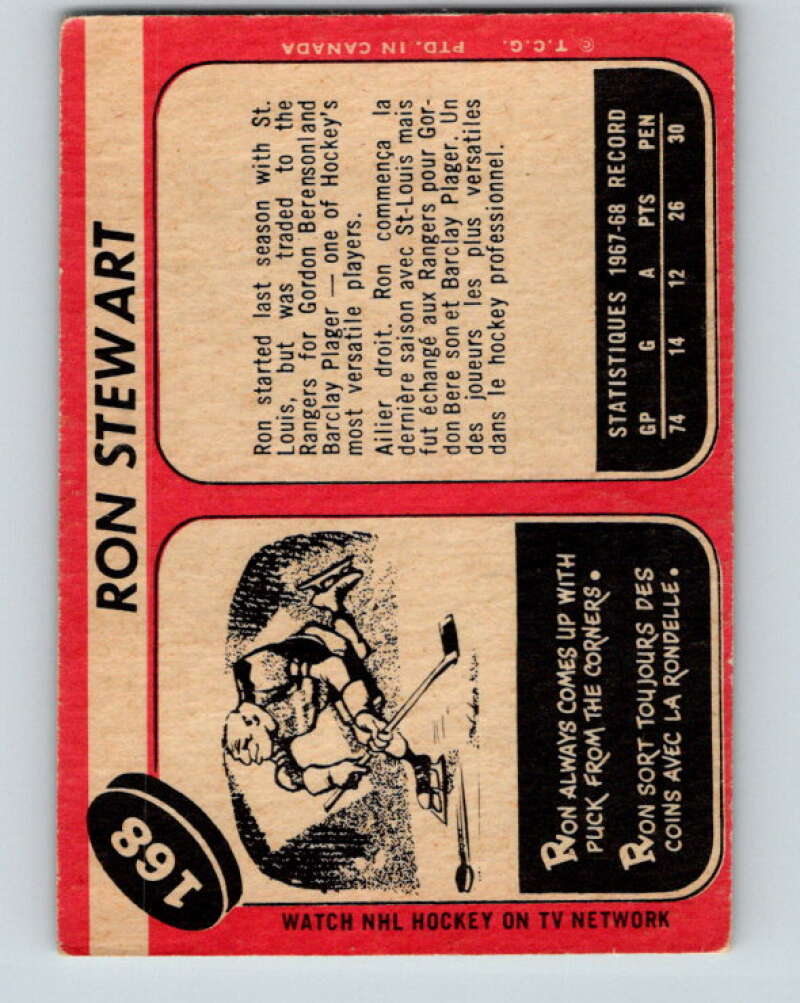 168
RON STEWART
WATCH NHL HOCKEY ON TV NETWORK
RON ALWAYS COMES UP WITH
PUCK FROM THE CORNERS.
RON SORT TOUJOURS DES
COINS AVEC LA RONDELLE.
Ron started last season with St.
Louis, but was traded to the
Rangers for Gordon Berensonland
Barclay Plager — one of Hockey's
most versatile players.
Ailier droit. Ron commença la
dernière saison avec St-Louis mais
fut échangé aux Rangers pour Gor-
don Bere son et Barclay Plager. Un
des joueurs les plus versatiles
dans le hockey professionnel.
STATISTIQUES 1967-68 RECORD
GP G A PTS PEN
74 14 12 26 30
© T.C.G. PTD. IN CANADA